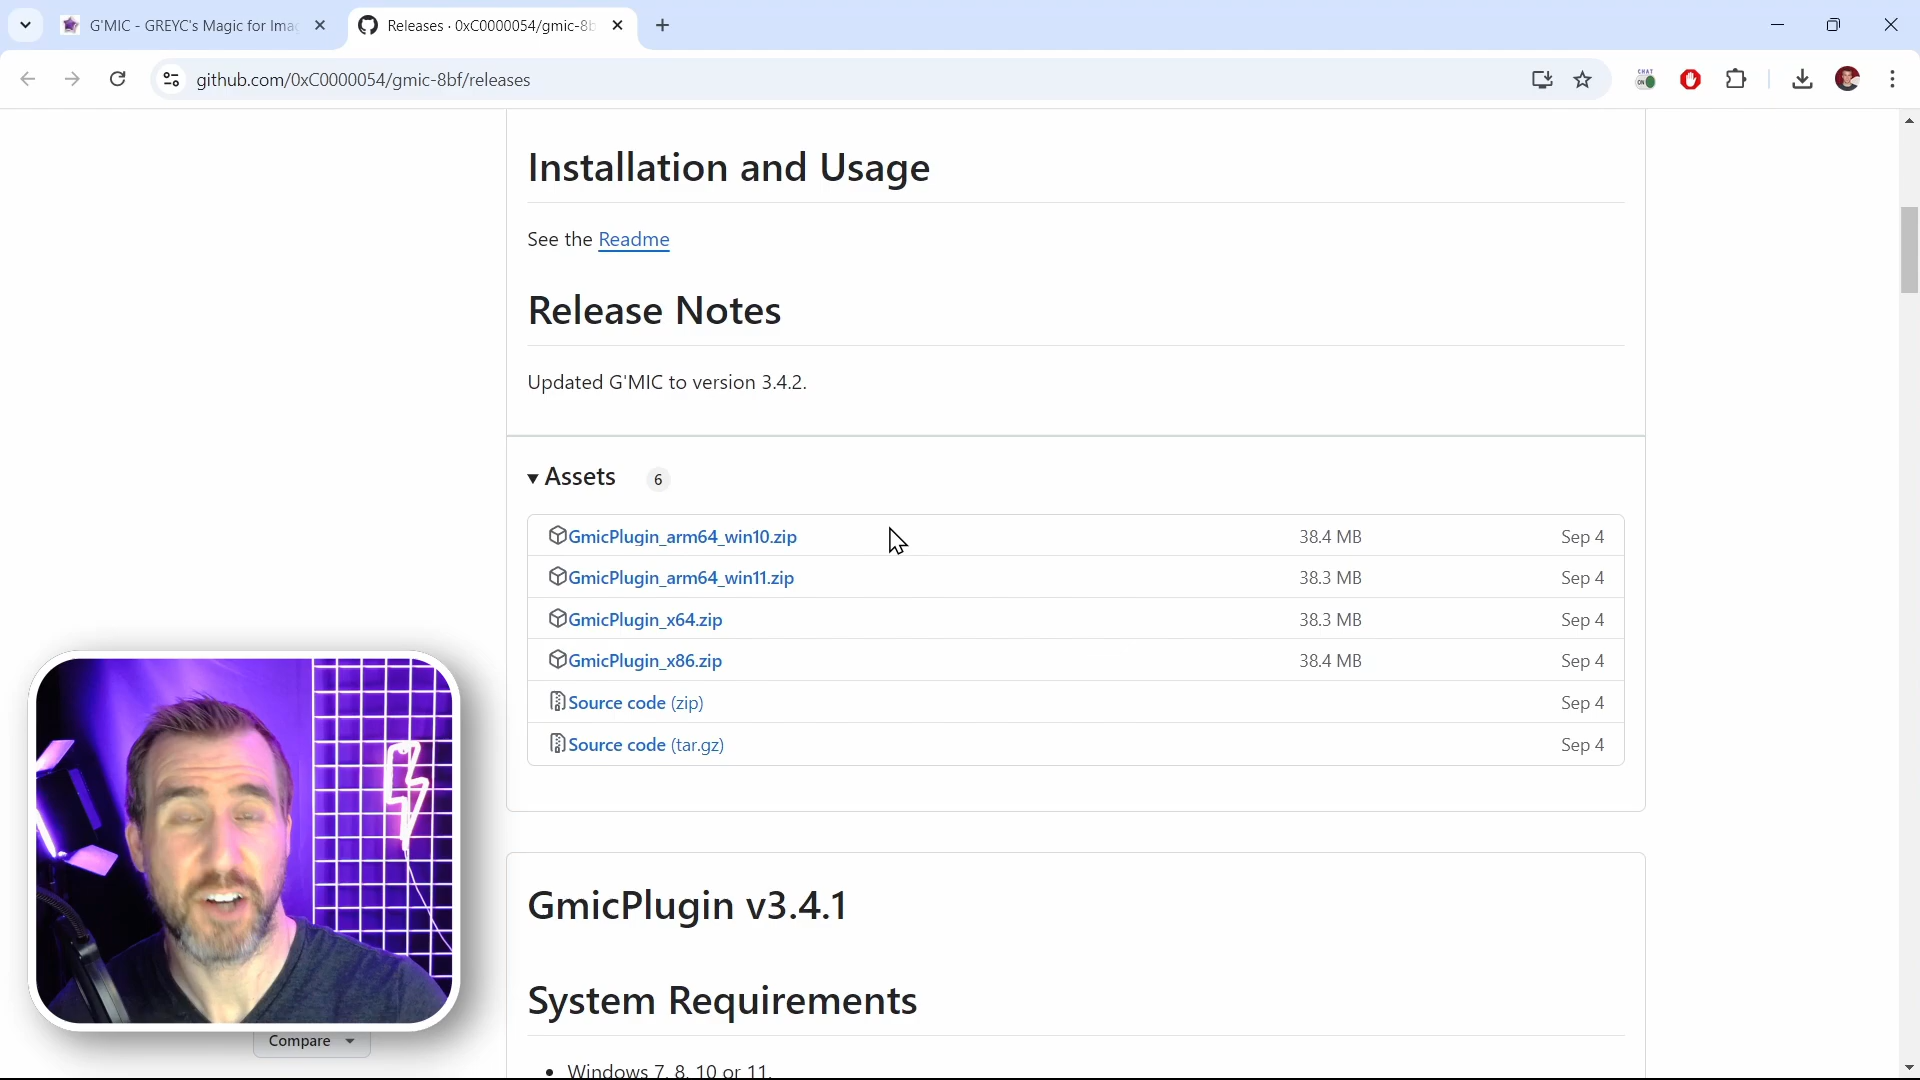 G'MIC - GREYC's Magic for Ima
Releases · 0xC0000054/gmic-8b
github.com/0xC0000054/gmic-8bf/releases
CHAT
ON
Installation and Usage
See the Readme
Release Notes
Updated G'MIC to version 3.4.2.
Assets 6
GmicPlugin_arm64_win10.zip 38.4 MB Sep 4
GmicPlugin_arm64_win11.zip 38.3 MB Sep 4
GmicPlugin_x64.zip 38.3 MB Sep 4
GmicPlugin_x86.zip 38.4 MB Sep 4
Source code (zip) Sep 4
Source code (tar.gz) Sep 4
GmicPlugin v3.4.1
System Requirements
Compare
• Windows 7, 8, 10 or 11.